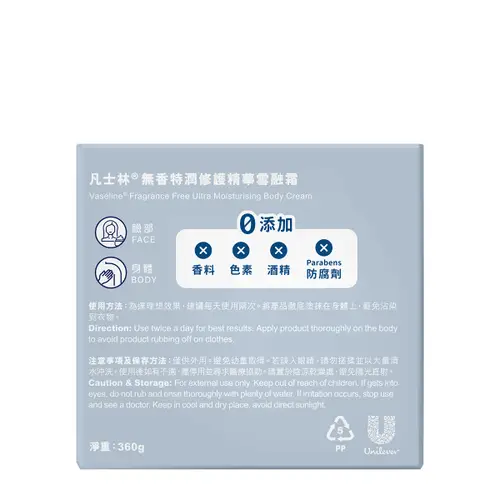 凡士林®無香特潤修護精華雪融霜
Vaseline® Fragrance Free Ultra Moisturising Body Cream
臉部
FACE
身體
BODY
0添加
香料
色素
酒精
Parabens
防腐劑
使用方法：為達理想效果，建議每天使用兩次。將產品徹底塗抹在身體上，避免沾染
到衣物。
Direction: Use twice a day for best results. Apply product thoroughly on the body
to avoid product rubbing off on clothes.
注意事項及保存方法：僅供外用。避免幼童取得。若誤入眼睛，請勿搓揉並以大量清
水沖洗。使用後如有不適，應停用並尋求醫療協助。請置於陰涼乾燥處，避免陽光直射。
Caution & Storage: For external use only. Keep out of reach of children. If gets into
eyes, do not rub and rinse thoroughly with plenty of water. If irritation occurs, stop use
and see a doctor. Keep in cool and dry place, avoid direct sunlight.
淨重：360g
5
PP
Unilever